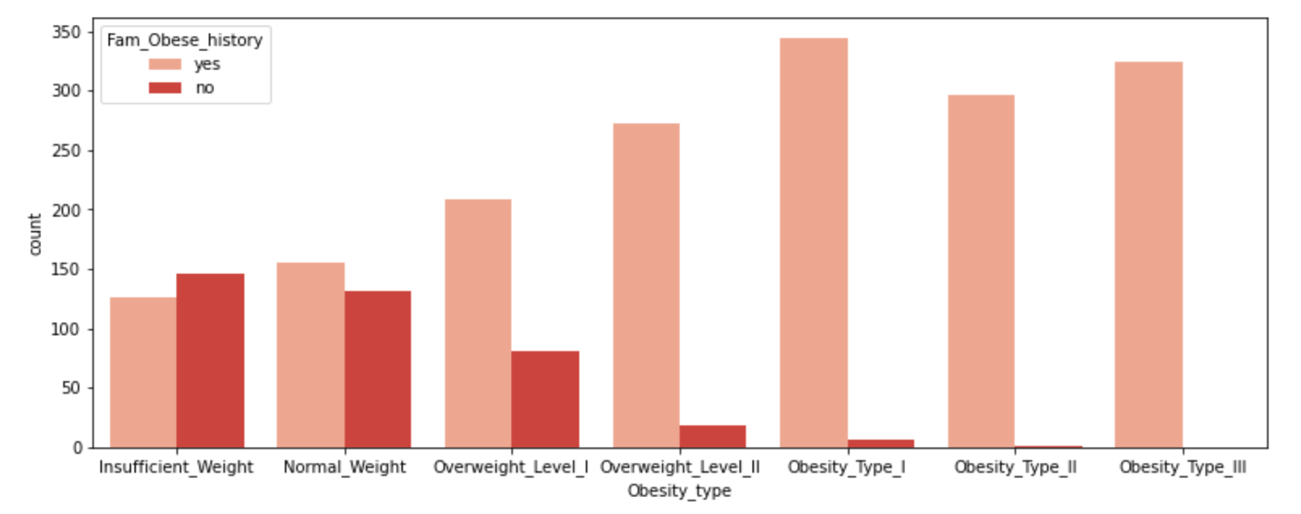 Fam_Obese_history
yes
no
350
300
250
200
150
100
50
0
count
Insufficient_Weight Normal_Weight Overweight_Level_I Overweight_Level_II Obesity_Type_I Obesity_Type_II Obesity_Type_III
Obesity_type